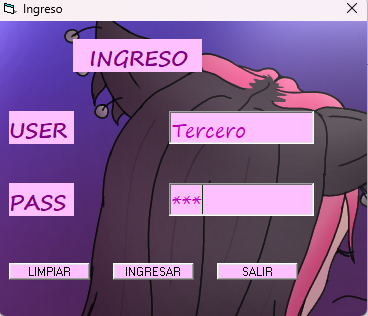 Ingreso
INGRESO
USER Tercero
PASS ***
LIMPIAR INGRESAR SALIR